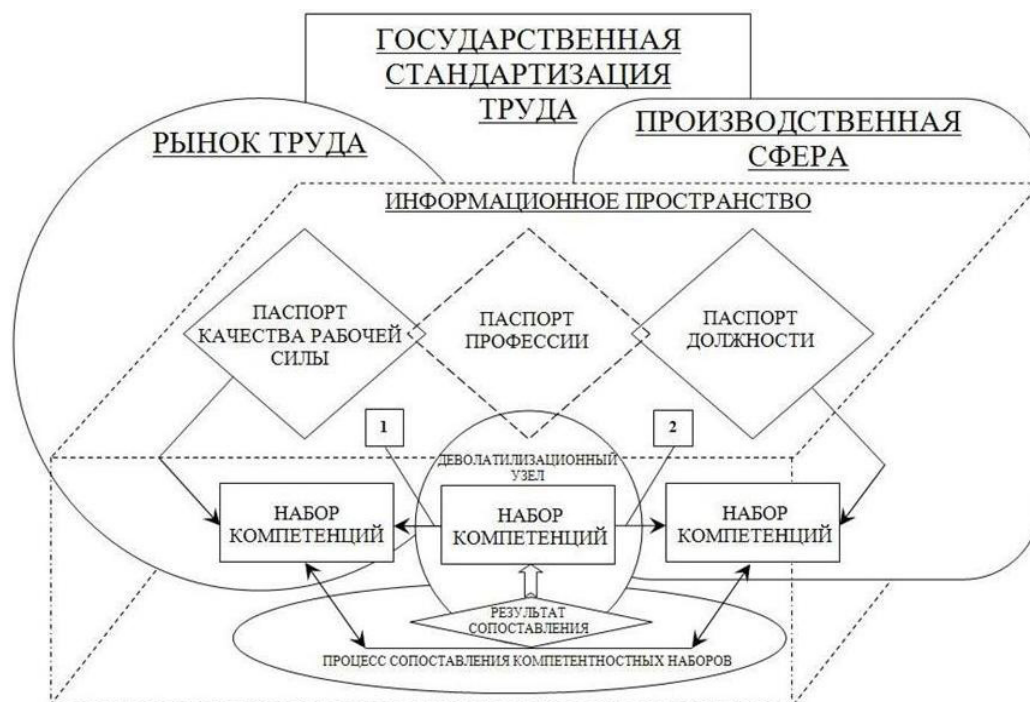 ГОСУДАРСТВЕННАЯ
СТАНДАРТИЗАЦИЯ
ТРУДА
РЫНОК ТРУДА
ПРОИЗВОДСТВЕННАЯ
СФЕРА
ИНФОРМАЦИОННОЕ ПРОСТРАНСТВО
ПАСПОРТ
КАЧЕСТВА РАБОЧЕЙ
СИЛЫ
ПАСПОРТ
ПРОФЕССИИ
ПАСПОРТ
ДОЛЖНОСТИ
1
2
ДЕВОЛАТИЛИЗАЦИОННЫЙ
УЗЕЛ
НАБОР
КОМПЕТЕНЦИЙ
НАБОР
КОМПЕТЕНЦИЙ
НАБОР
КОМПЕТЕНЦИЙ
РЕЗУЛЬТАТ
СОПОСТАВЛЕНИЯ
ПРОЦЕСС СОПОСТАВЛЕНИЯ КОМПЕТЕНТНОСТНЫХ НАБОРОВ